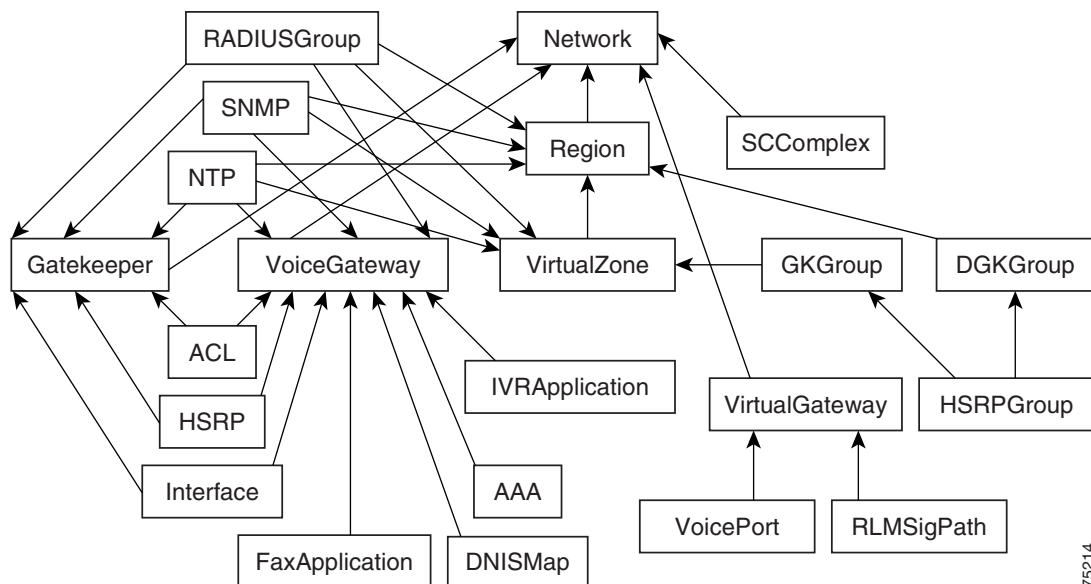 RADIUSGroup
Network
SNMP
Region
SCComplex
NTP
Gatekeeper
VoiceGateway
VirtualZone
GKGroup
DGKGroup
ACL
IVRApplication
HSRP
VirtualGateway
HSRPGroup
Interface
AAA
VoicePort
RLMSigPath
FaxApplication
DNISMap
75214